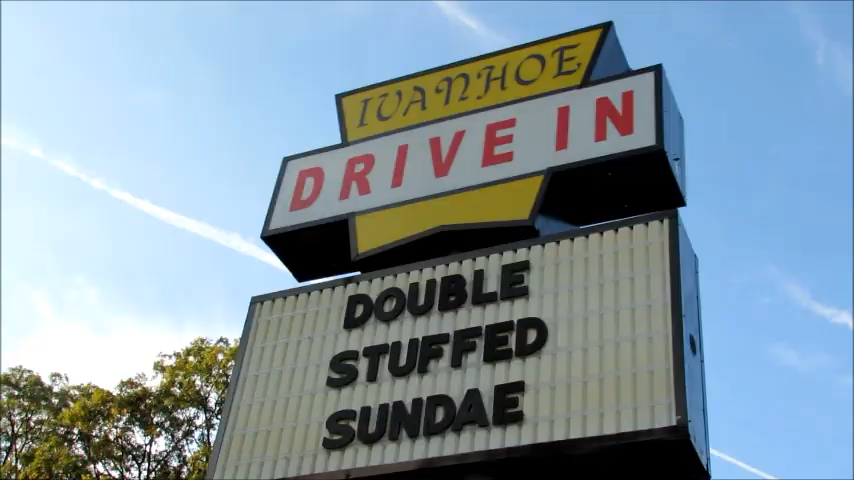 IVANHOE
DRIVE IN
DOUBLE
STUFFED
SUNDAE